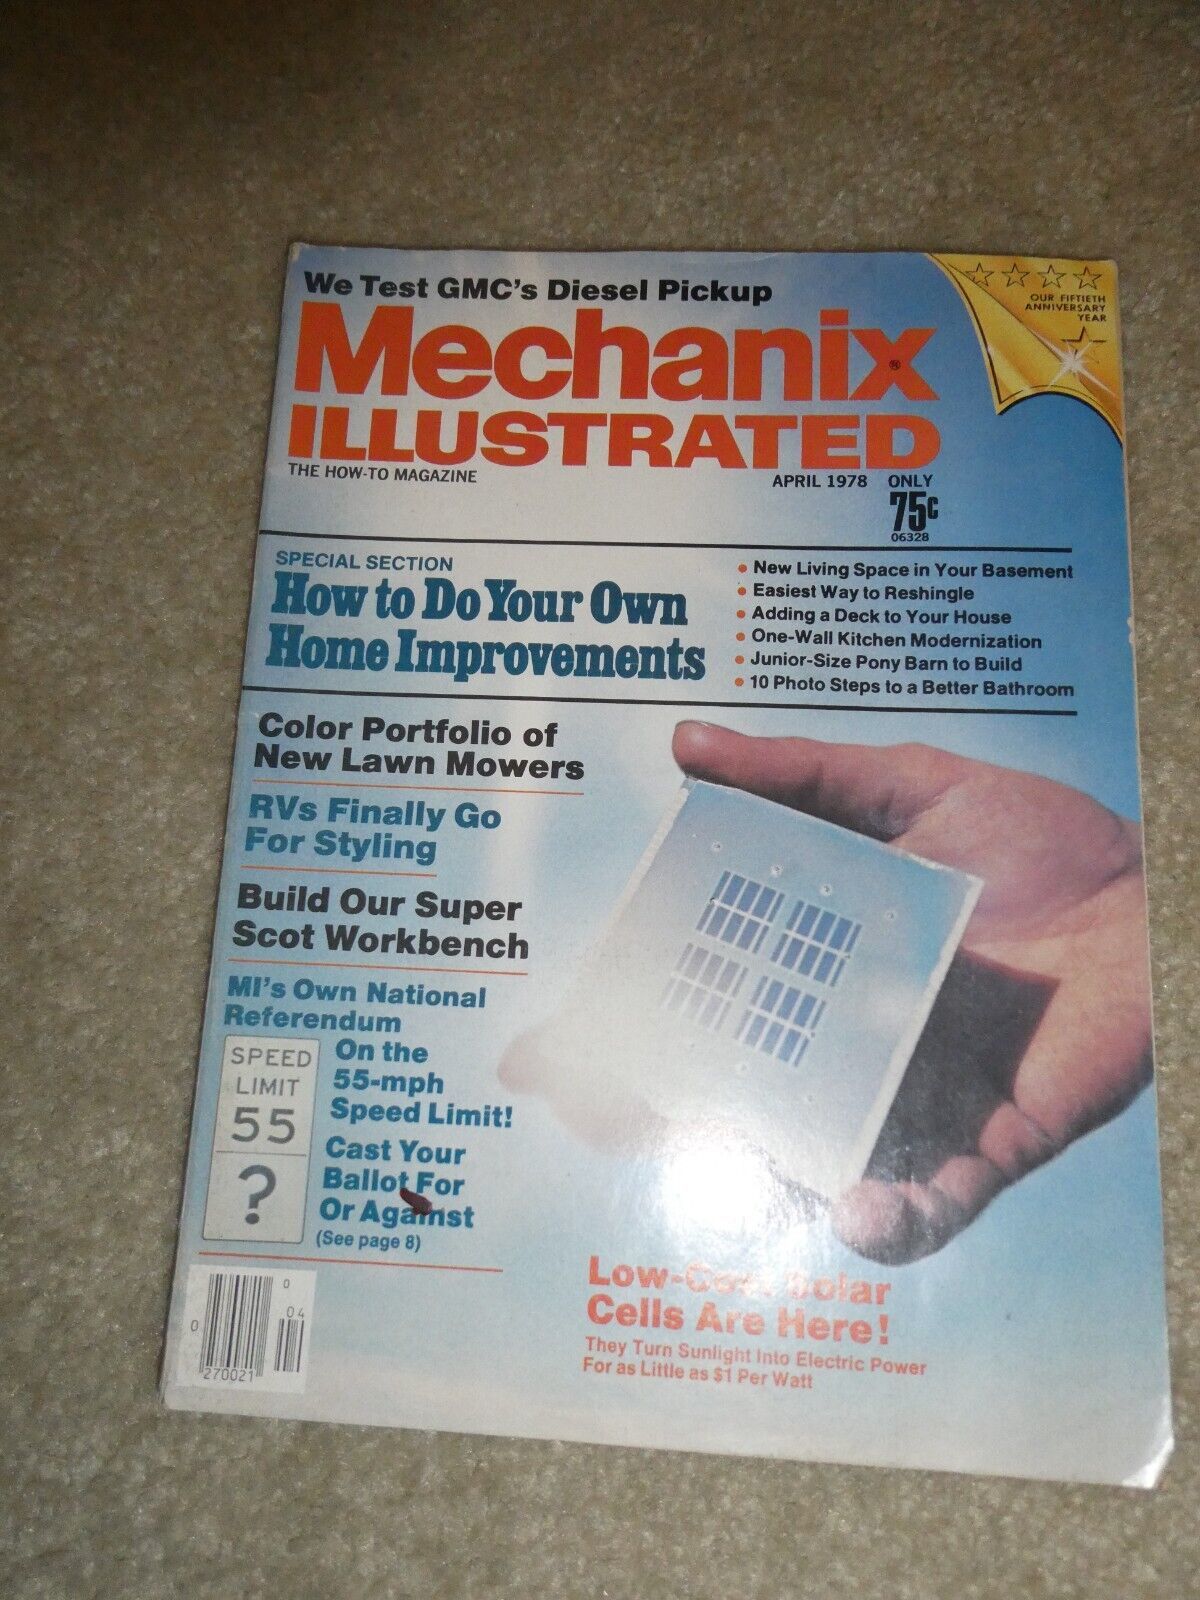 We Test GMC's Diesel Pickup
OUR FIFTIETH
ANNIVERSARY
YEAR
Mechanix®
ILLUSTRATED
THE HOW-TO MAGAZINE
APRIL 1978 ONLY
75¢
06328
SPECIAL SECTION
How to Do Your Own
Home Improvements
• New Living Space in Your Basement
• Easiest Way to Reshingle
• Adding a Deck to Your House
• One-Wall Kitchen Modernization
• Junior-Size Pony Barn to Build
• 10 Photo Steps to a Better Bathroom
Color Portfolio of
New Lawn Mowers
RVs Finally Go
For Styling
Build Our Super
Scot Workbench
MI's Own National
Referendum
SPEED
LIMIT
55
?
On the
55-mph
Speed Limit!
Cast Your
Ballot For
Or Against
(See page 8)
0
04
0
270021
Low-Cost Solar
Cells Are Here!
They Turn Sunlight Into Electric Power
For as Little as $1 Per Watt